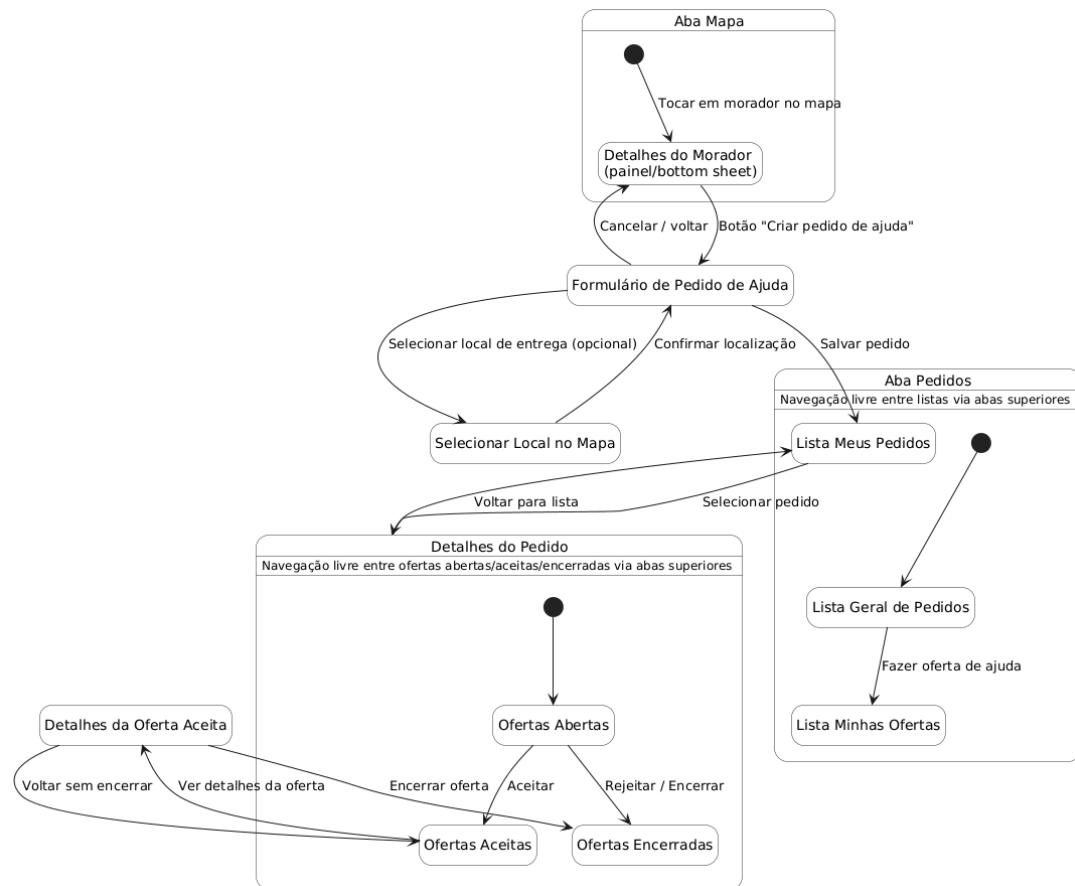 Aba Mapa
Tocar em morador no mapa
Detalhes do Morador
(painel/bottom sheet)
Cancelar / voltar
Botão "Criar pedido de ajuda"
Formulário de Pedido de Ajuda
Selecionar local de entrega (opcional)
Confirmar localização
Salvar pedido
Aba Pedidos
Navegação livre entre listas via abas superiores
Selecionar Local no Mapa
Lista Meus Pedidos
Voltar para lista
Selecionar pedido
Detalhes do Pedido
Navegação livre entre ofertas abertas/aceitas/encerradas via abas superiores
Lista Geral de Pedidos
Fazer oferta de ajuda
Detalhes da Oferta Aceita
Ofertas Abertas
Lista Minhas Ofertas
Voltar sem encerrar
Ver detalhes da oferta
Encerrar oferta
Aceitar
Rejeitar / Encerrar
Ofertas Aceitas
Ofertas Encerradas